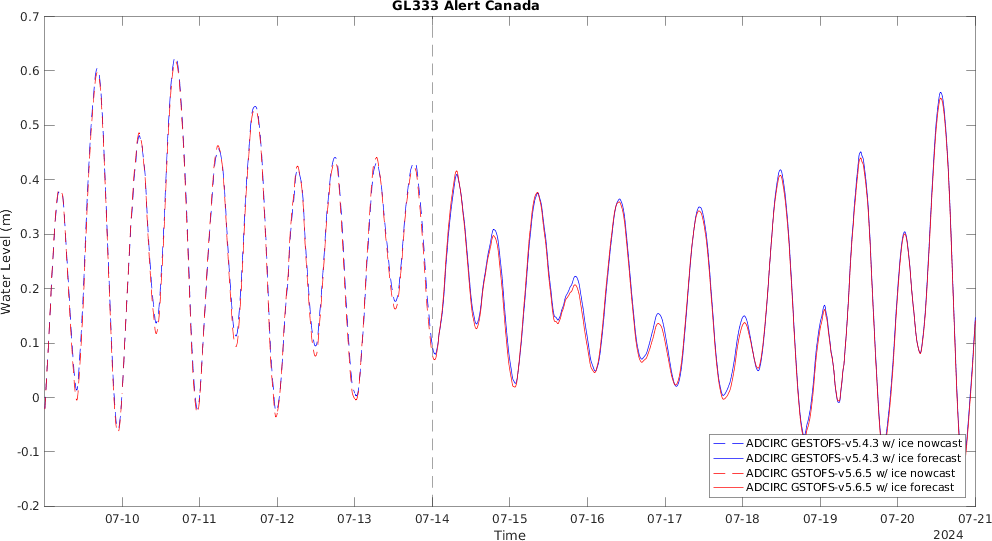 GL333 Alert Canada
0.7
0.6
0.5
0.4
0.3
0.2
0.1
0
-0.1
-0.2
Water Level (m)
ADCIRC GESTOFS-v5.4.3 w/ ice nowcast
ADCIRC GESTOFS-v5.4.3 w/ ice forecast
ADCIRC GSTOFS-v5.6.5 w/ ice nowcast
ADCIRC GSTOFS-v5.6.5 w/ ice forecast
07-10 07-11 07-12 07-13 07-14 07-15 07-16 07-17 07-18 07-19 07-20 07-21
Time
2024